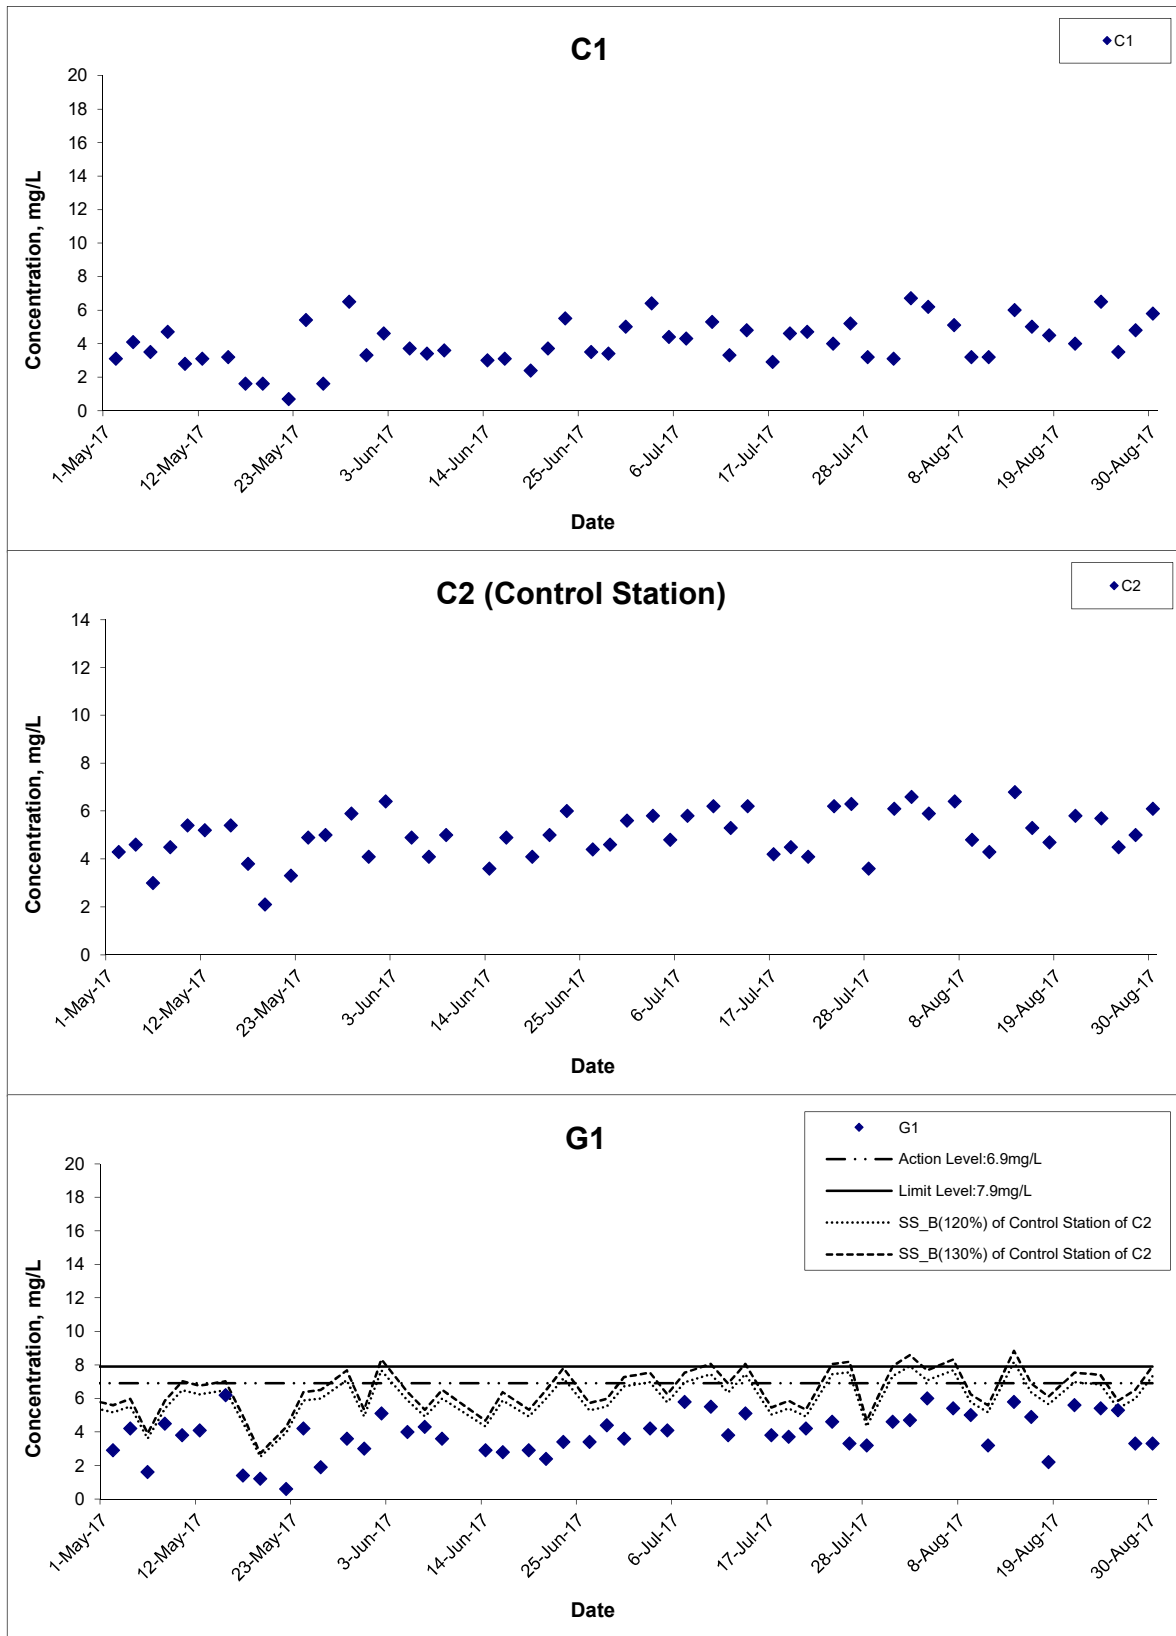 C1
C1
20
18
16
14
12
10
8
6
4
2
0
Concentration, mg/L
1-May-17
12-May-17
23-May-17
3-Jun-17
14-Jun-17
25-Jun-17
6-Jul-17
17-Jul-17
28-Jul-17
8-Aug-17
19-Aug-17
30-Aug-17
Date
C2 (Control Station)
C2
14
12
10
8
6
4
2
0
Concentration, mg/L
1-May-17
12-May-17
23-May-17
3-Jun-17
14-Jun-17
25-Jun-17
6-Jul-17
17-Jul-17
28-Jul-17
8-Aug-17
19-Aug-17
30-Aug-17
Date
G1
G1
Action Level:6.9mg/L
Limit Level:7.9mg/L
SS_B(120%) of Control Station of C2
SS_B(130%) of Control Station of C2
20
18
16
14
12
10
8
6
4
2
0
Concentration, mg/L
1-May-17
12-May-17
23-May-17
3-Jun-17
14-Jun-17
25-Jun-17
6-Jul-17
17-Jul-17
28-Jul-17
8-Aug-17
19-Aug-17
30-Aug-17
Date